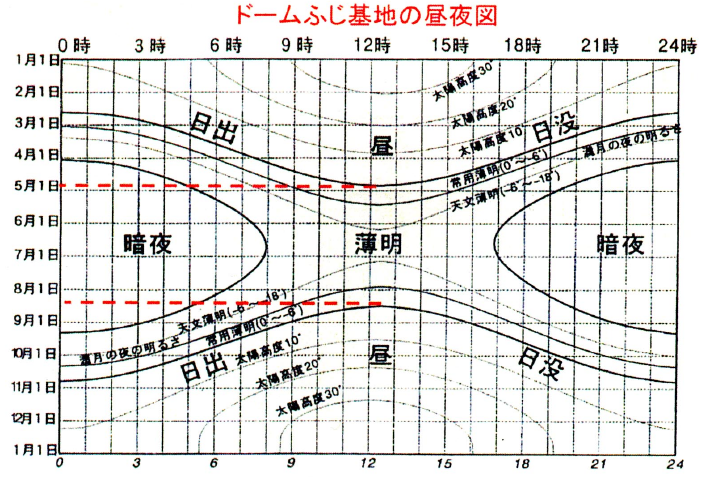 ドームふじ基地の昼夜図
0時 3時 6時 9時 12時 15時 18時 21時 24時
1月1日
太陽高度30°
2月1日
太陽高度20°
3月1日
日出 日没
太陽高度10°
昼
満月の夜の明るさ
4月1日
常用薄明(0°~-6°)
5月1日
天文薄明(-6°~-18°)
6月1日
暗夜 薄明 暗夜
7月1日
8月1日
天文薄明(-6°~-18°)
9月1日
常用薄明(0°~-6°)
満月の夜の明るさ
10月1日
日出 太陽高度10° 昼 日没
太陽高度20°
11月1日
太陽高度30°
12月1日
1月1日
0 3 6 9 12 15 18 21 24